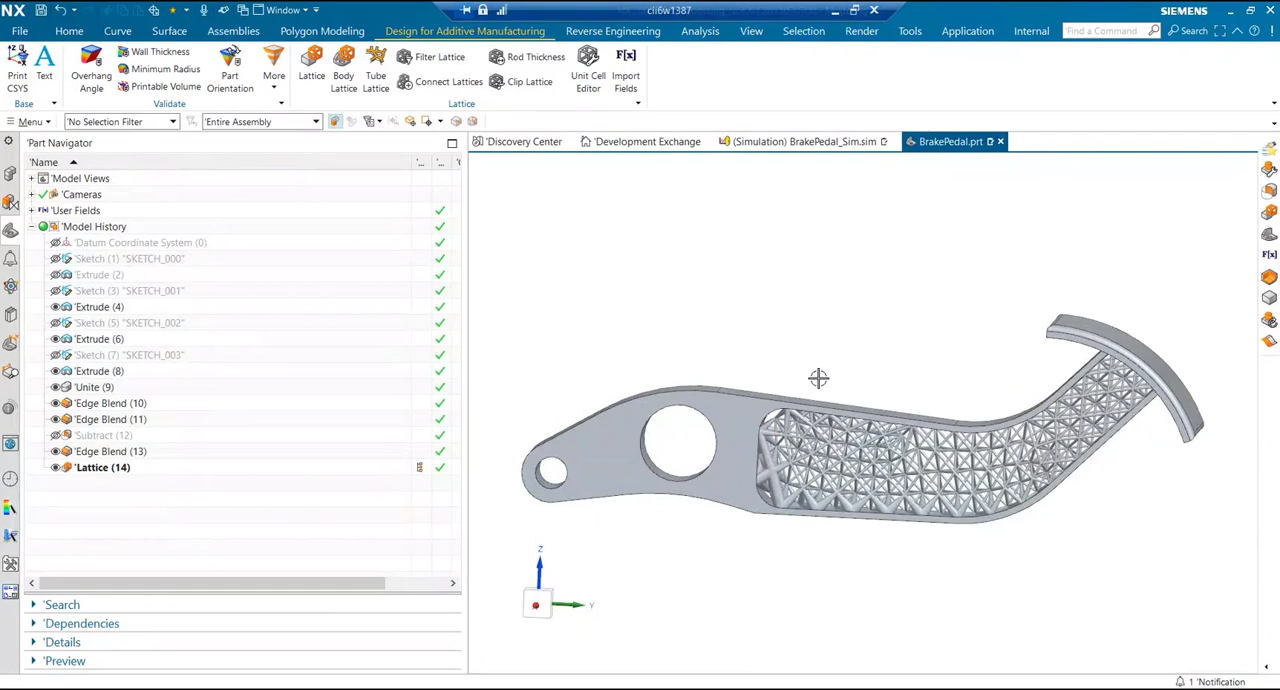 NX
Window
cli6w1387
SIEMENS
File Home Curve Surface Assemblies Polygon Modeling Design for Additive Manufacturing Reverse Engineering Analysis View Selection Render Tools Application Internal Find a Command Search
Print CSYS
Text
Overhang Angle
Wall Thickness
Minimum Radius
Printable Volume
Part Orientation
More
Lattice
Body Lattice
Tube Lattice
Filter Lattice
Connect Lattices
Rod Thickness
Clip Lattice
Unit Cell Editor
F[x]
Import Fields
Base Validate Lattice
Menu 'No Selection Filter 'Entire Assembly
'Part Navigator
'Discovery Center 'Development Exchange (Simulation) BrakePedal_Sim.sim BrakePedal.prt
'Name
'Model Views
'Cameras
F[x] 'User Fields
'Model History
'Datum Coordinate System (0)
'Sketch (1) "SKETCH_000"
'Extrude (2)
'Sketch (3) "SKETCH_001"
'Extrude (4)
'Sketch (5) "SKETCH_002"
'Extrude (6)
'Sketch (7) "SKETCH_003"
'Extrude (8)
'Unite (9)
'Edge Blend (10)
'Edge Blend (11)
'Subtract (12)
'Edge Blend (13)
'Lattice (14)
F[x]
Z
Y
'Search
'Dependencies
'Details
'Preview
1 'Notification